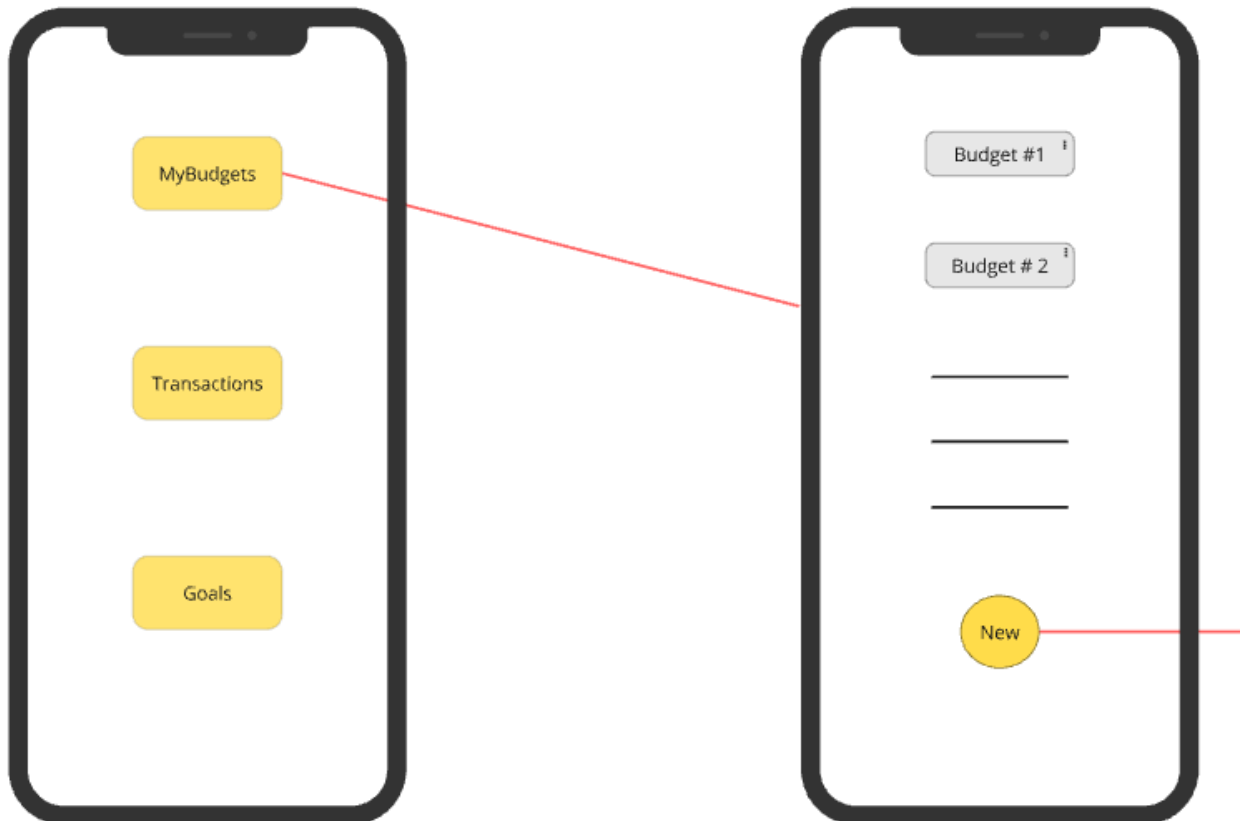 MyBudgets
Transactions
Goals
Budget #1
Budget # 2
New